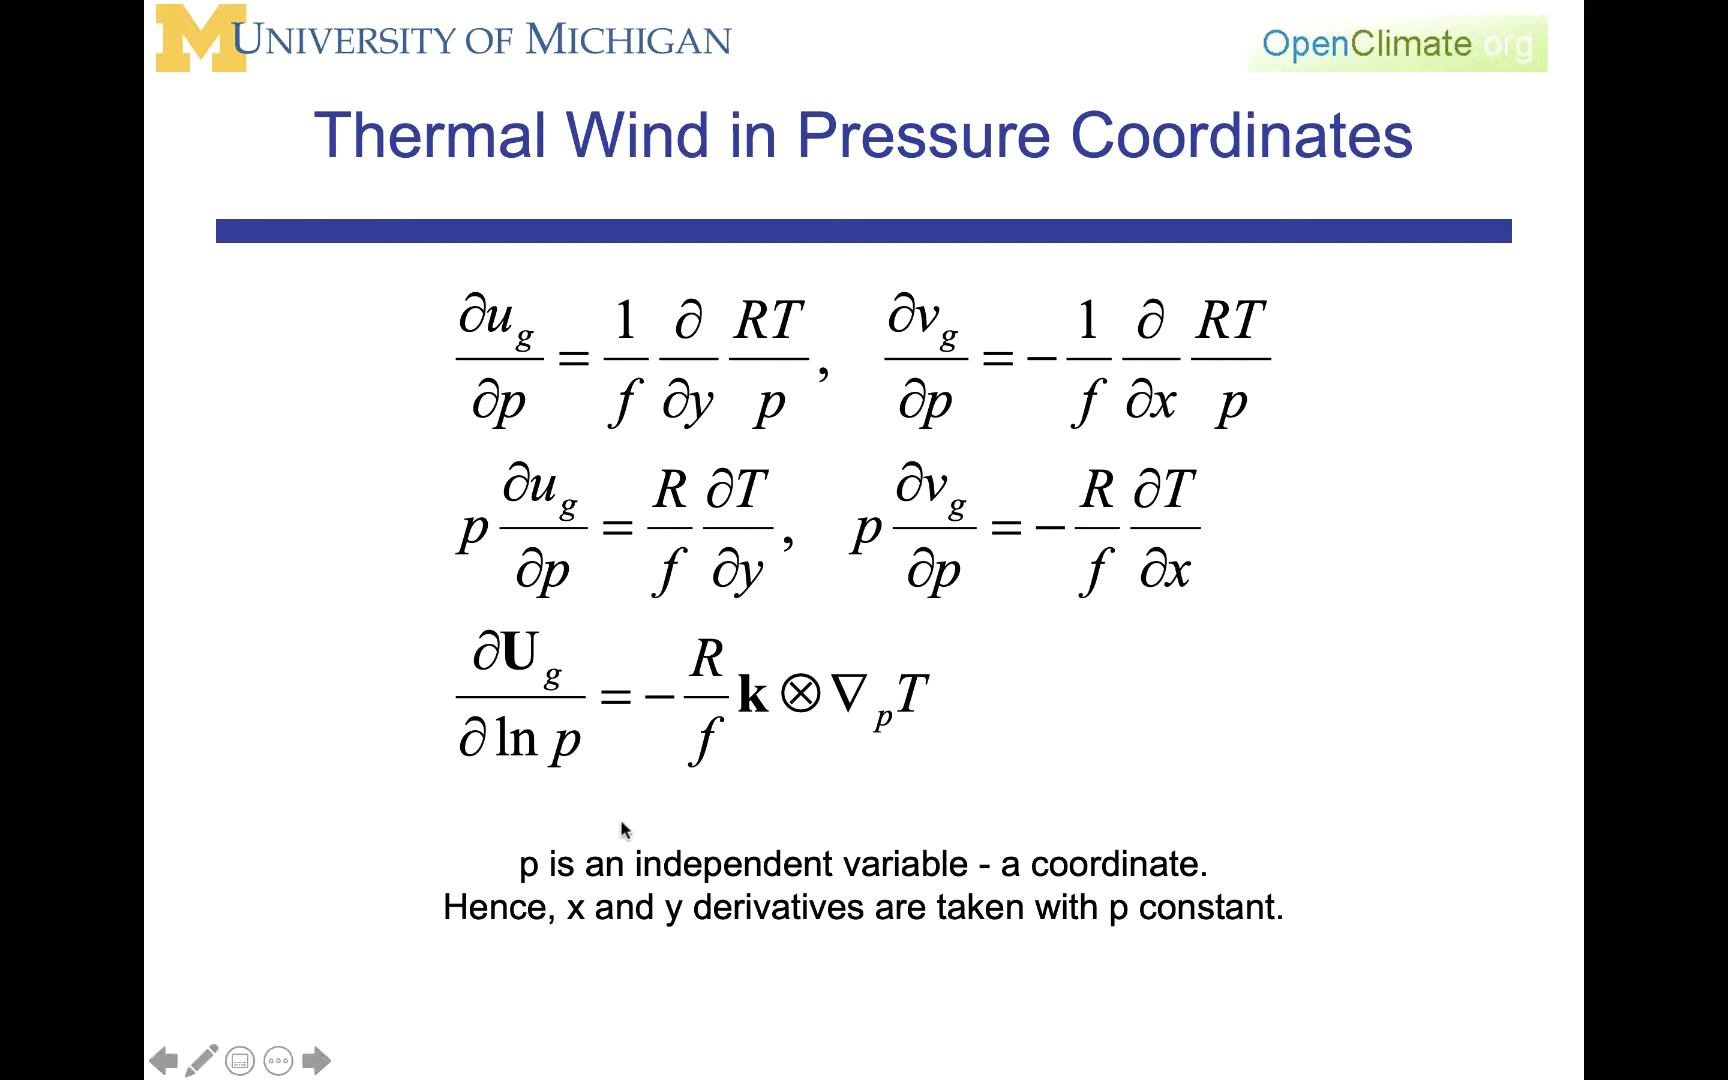 UNIVERSITY OF MICHIGAN
OpenClimate.org
Thermal Wind in Pressure Coordinates
∂u_g/∂p = 1/f ∂/∂y RT/p, ∂v_g/∂p = − 1/f ∂/∂x RT/p
p ∂u_g/∂p = R/f ∂T/∂y, p ∂v_g/∂p = − R/f ∂T/∂x
∂U_g/∂ ln p = − R/f k ⊗ ∇_p T
p is an independent variable - a coordinate.
Hence, x and y derivatives are taken with p constant.